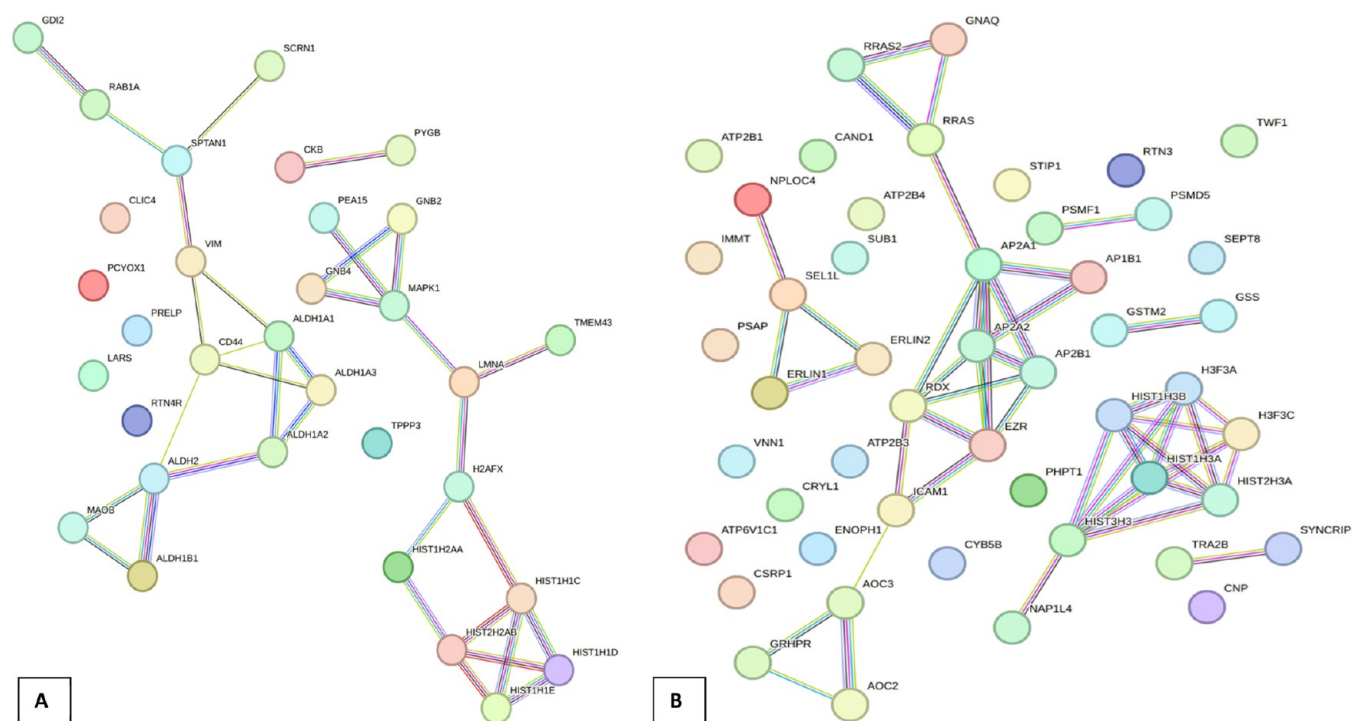 GDI2
SCRN1
RAB1A
SPTAN1
CKB
PYGB
CLIC4
PEA15
GNB2
VIM
PCYOX1
GNB4
MAPK1
PRELP
ALDH1A1
TMEM43
CD44
LARS
LMNA
ALDH1A3
RTN4R
ALDH1A2
TPPP3
ALDH2
H2AFX
MAOB
HIST1H2AA
ALDH1B1
HIST1H1C
HIST2H2AB
HIST1H1D
HIST1H1E
A
GNAQ
RRAS2
RRAS
TWF1
ATP2B1
CAND1
STIP1
RTN3
NPLOC4
ATP2B4
PSMF1
PSMD5
IMMT
SUB1
AP2A1
SEPT8
AP1B1
SEL1L
GSTM2
GSS
PSAP
ERLIN2
AP2A2
AP2B1
ERLIN1
RDX
H3F3A
HIST1H3B
H3F3C
EZR
VNN1
ATP2B3
HIST1H3A
PHPT1
HIST2H3A
CRYL1
ICAM1
HIST3H3
ATP6V1C1
ENOPH1
CYB5B
TRA2B
SYNCRIP
CSRP1
AOC3
CNP
NAP1L4
GRHPR
AOC2
B